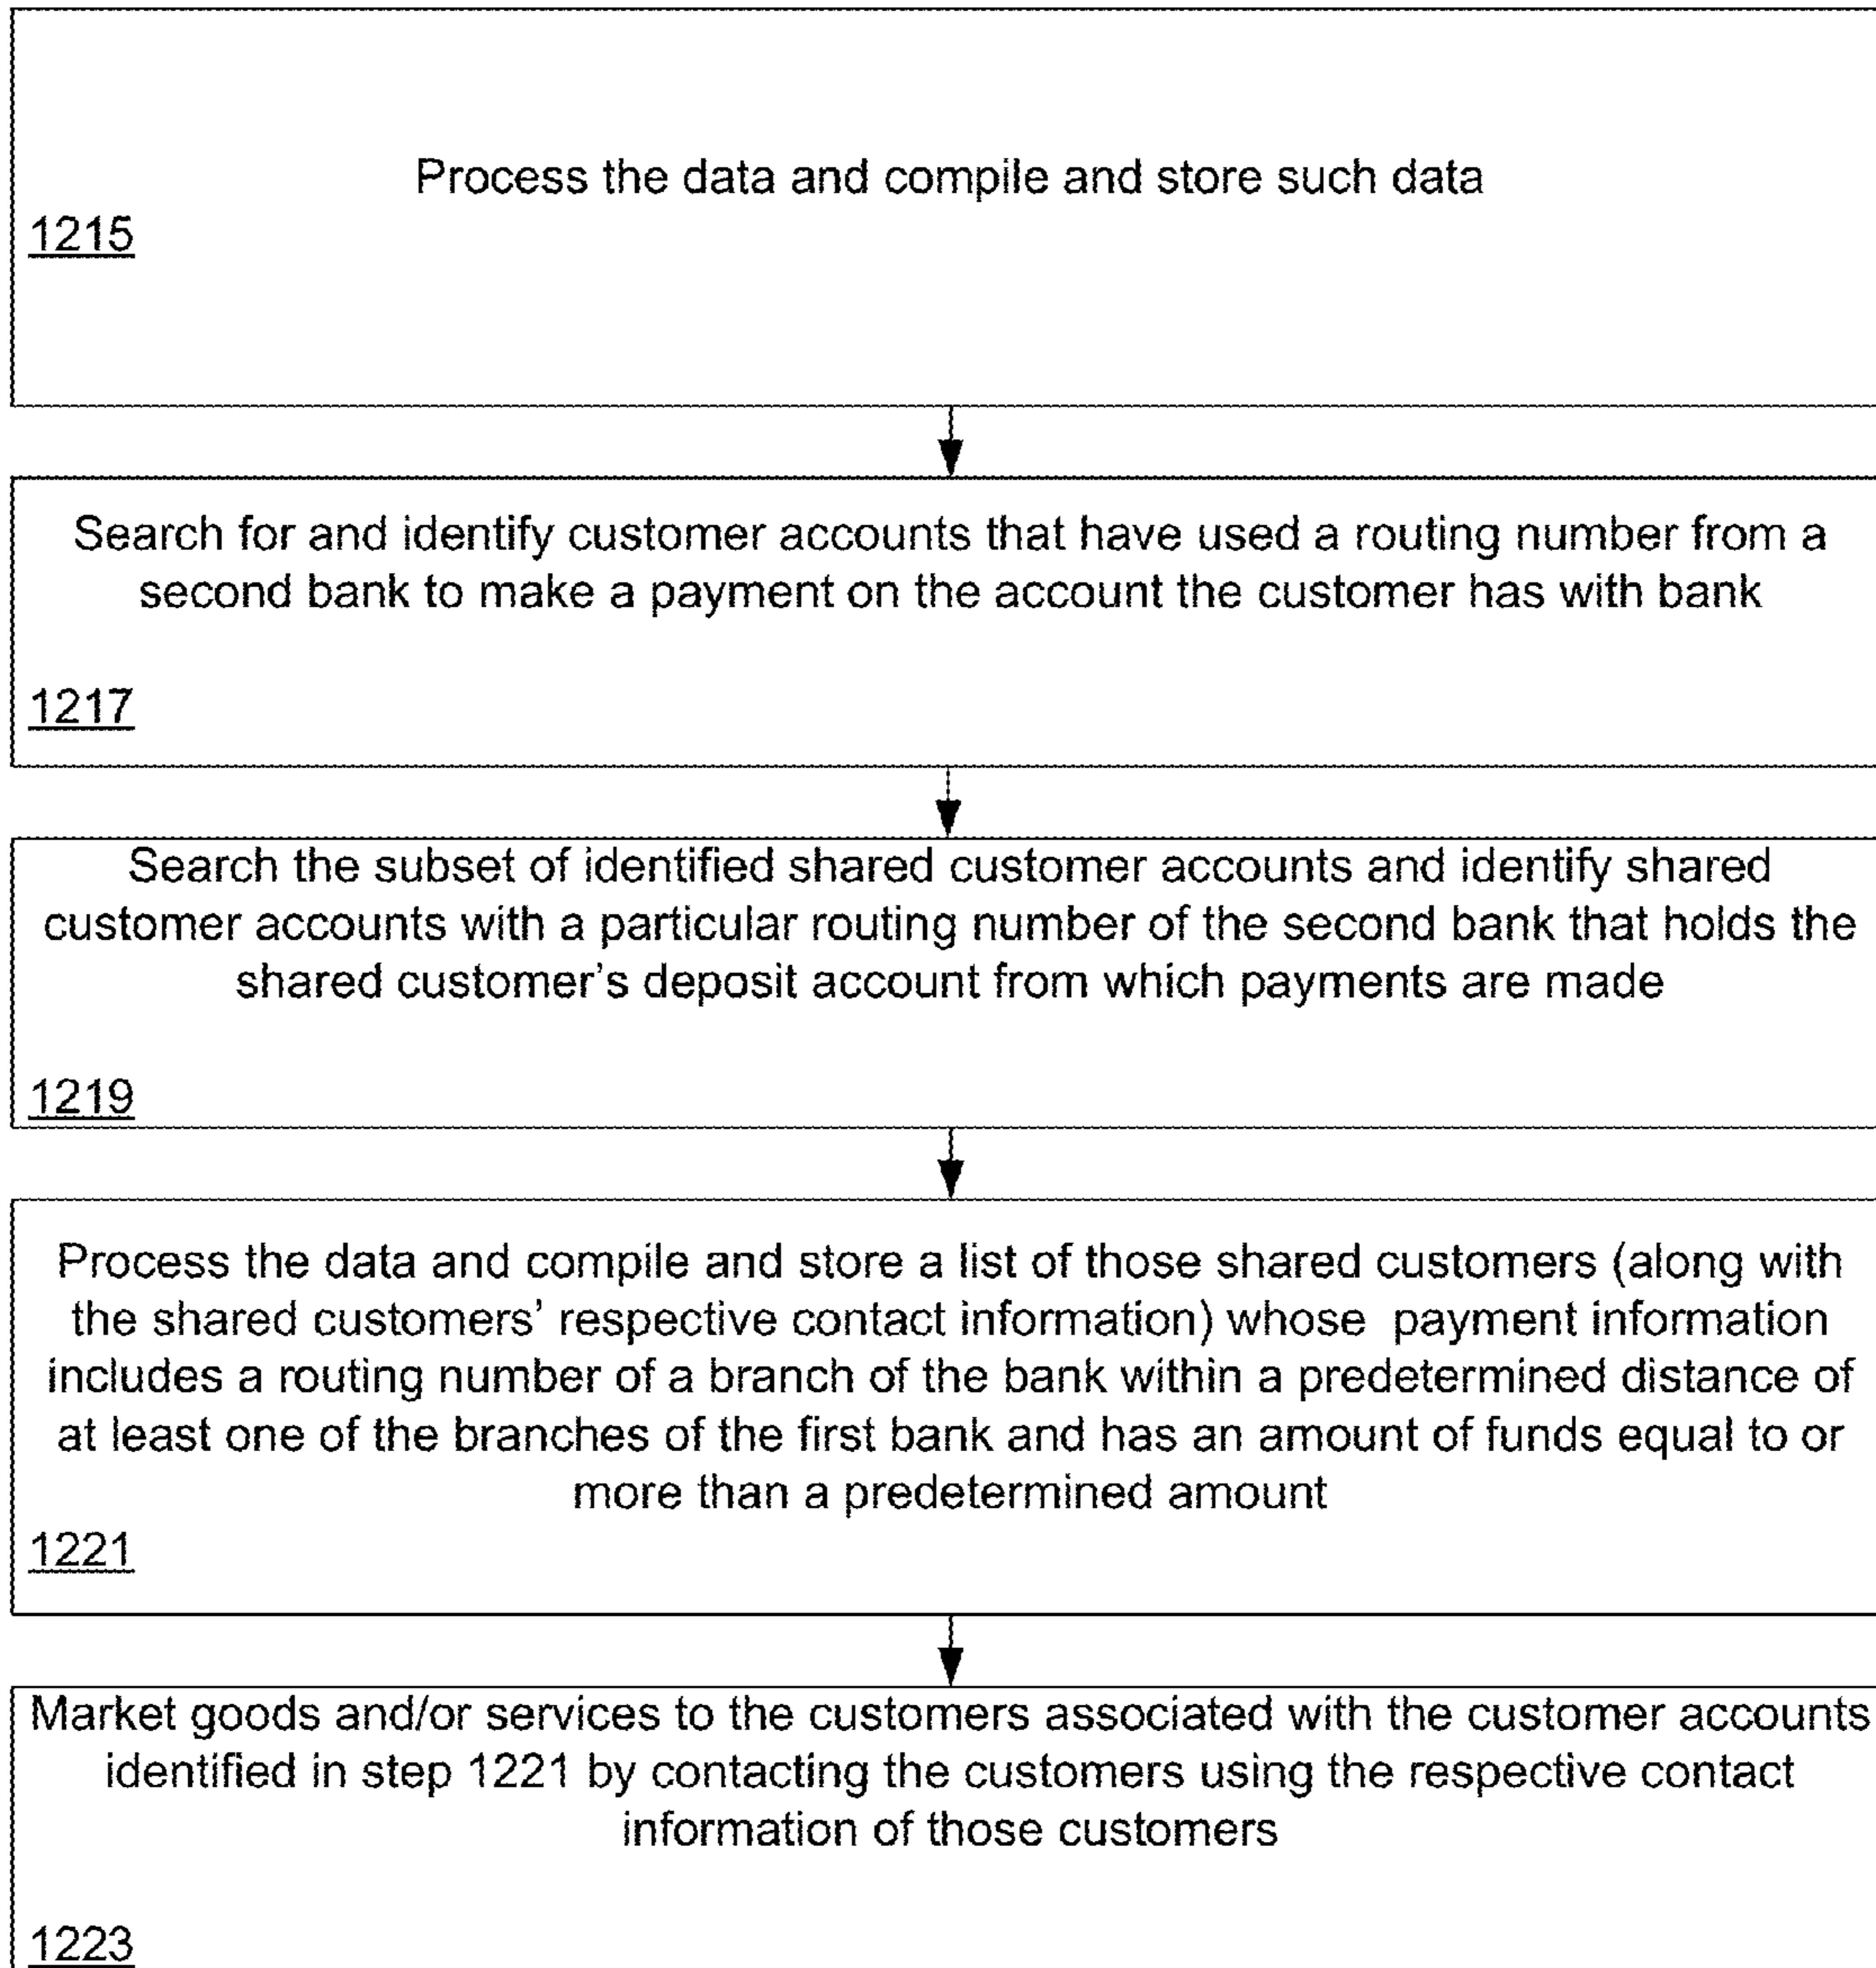 Process the data and compile and store such data
1215
Search for and identify customer accounts that have used a routing number from a
second bank to make a payment on the account the customer has with bank
1217
Search the subset of identified shared customer accounts and identify shared
customer accounts with a particular routing number of the second bank that holds the
shared customer’s deposit account from which payments are made
1219
Process the data and compile and store a list of those shared customers (along with
the shared customers’ respective contact information) whose payment information
includes a routing number of a branch of the bank within a predetermined distance of
at least one of the branches of the first bank and has an amount of funds equal to or
more than a predetermined amount
1221
Market goods and/or services to the customers associated with the customer accounts
identified in step 1221 by contacting the customers using the respective contact
information of those customers
1223